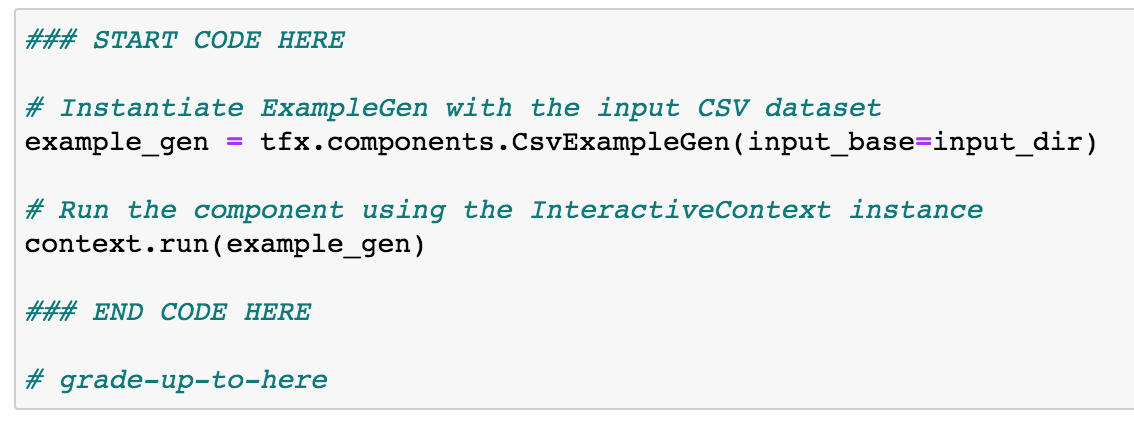 ### START CODE HERE
# Instantiate ExampleGen with the input CSV dataset
example_gen = tfx.components.CsvExampleGen(input_base=input_dir)
# Run the component using the InteractiveContext instance
context.run(example_gen)
### END CODE HERE
# grade-up-to-here